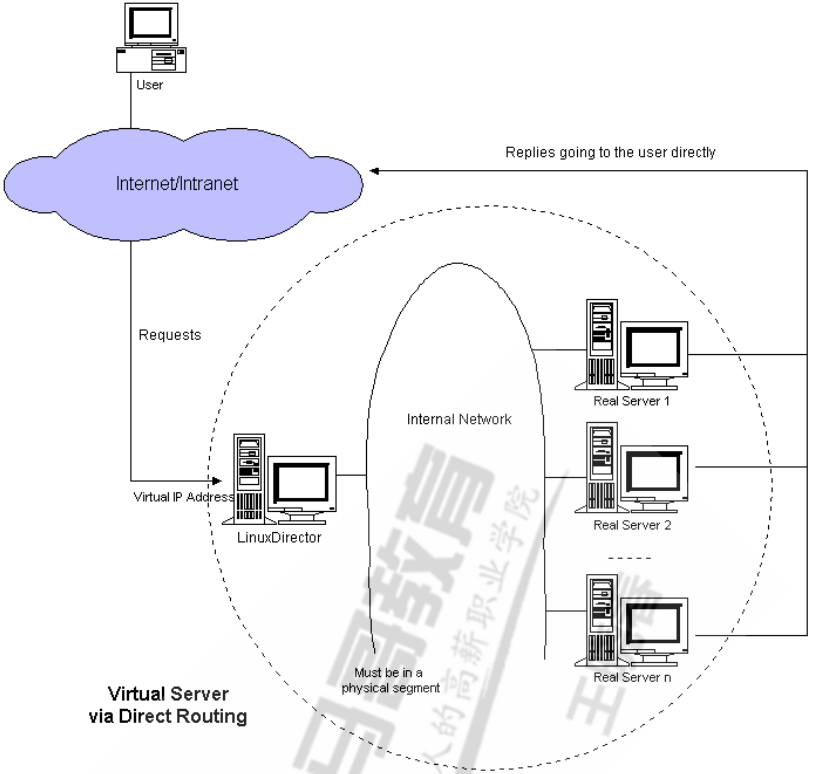 User
Internet/Intranet
Replies going to the user directly
Requests
Virtual IP Address
LinuxDirector
Internal Network
Real Server 1
Real Server 2
Real Server n
Must be in a
physical segment
Virtual Server
via Direct Routing
马哥教育
人的高薪职业学院